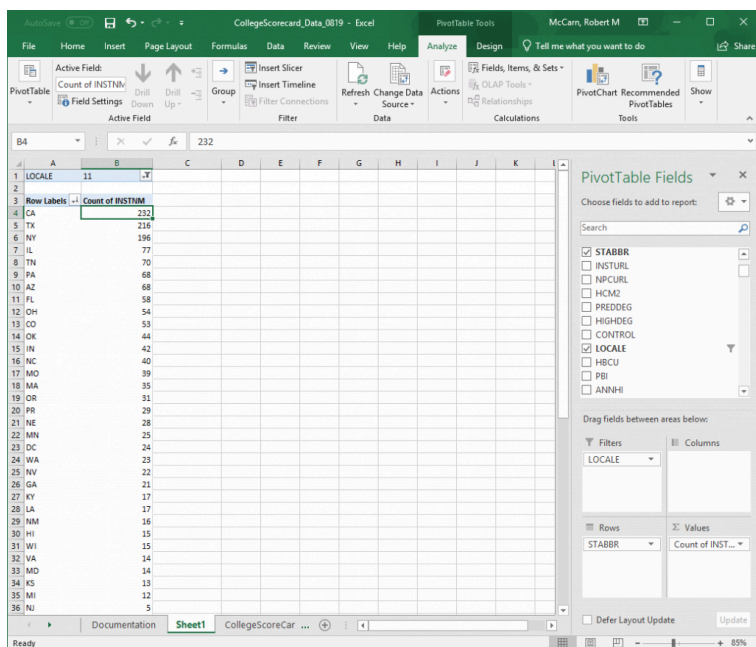 AutoSave Off CollegeScorecard_Data_0819 - Excel PivotTable Tools McCarn, Robert M
File Home Insert Page Layout Formulas Data Review View Help Analyze Design Tell me what you want to do Share
PivotTable
Active Field:
Count of INSTNM
Field Settings
Drill Down
Drill Up
Active Field
Group
Insert Slicer
Insert Timeline
Filter Connections
Filter
Refresh
Change Data Source
Data
Actions
Fields, Items, & Sets
OLAP Tools
Relationships
Calculations
PivotChart
Recommended PivotTables
Tools
Show
B4 fx 232
A B C D E F G H I J K
1 LOCALE 11
2
3 Row Labels Count of INSTNM
4 CA 232
5 TX 216
6 NY 196
7 IL 77
8 TN 70
9 PA 68
10 AZ 68
11 FL 58
12 OH 54
13 CO 53
14 OK 44
15 IN 42
16 NC 40
17 MO 39
18 MA 35
19 OR 31
20 PR 29
21 NE 28
22 MN 25
23 DC 24
24 WA 23
25 NV 22
26 GA 21
27 KY 17
28 LA 17
29 NM 16
30 HI 15
31 WI 15
32 VA 14
33 MD 14
34 KS 13
35 MI 12
36 NJ 5
PivotTable Fields
Choose fields to add to report:
Search
STABBR
INSTURL
NPCURL
HCM2
PREDDEG
HIGHDEG
CONTROL
LOCALE
HBCU
PBI
ANNHI
Drag fields between areas below:
Filters Columns
LOCALE
Rows Σ Values
STABBR Count of INST...
Defer Layout Update Update
Documentation Sheet1 CollegeScoreCar ...
Ready 85%